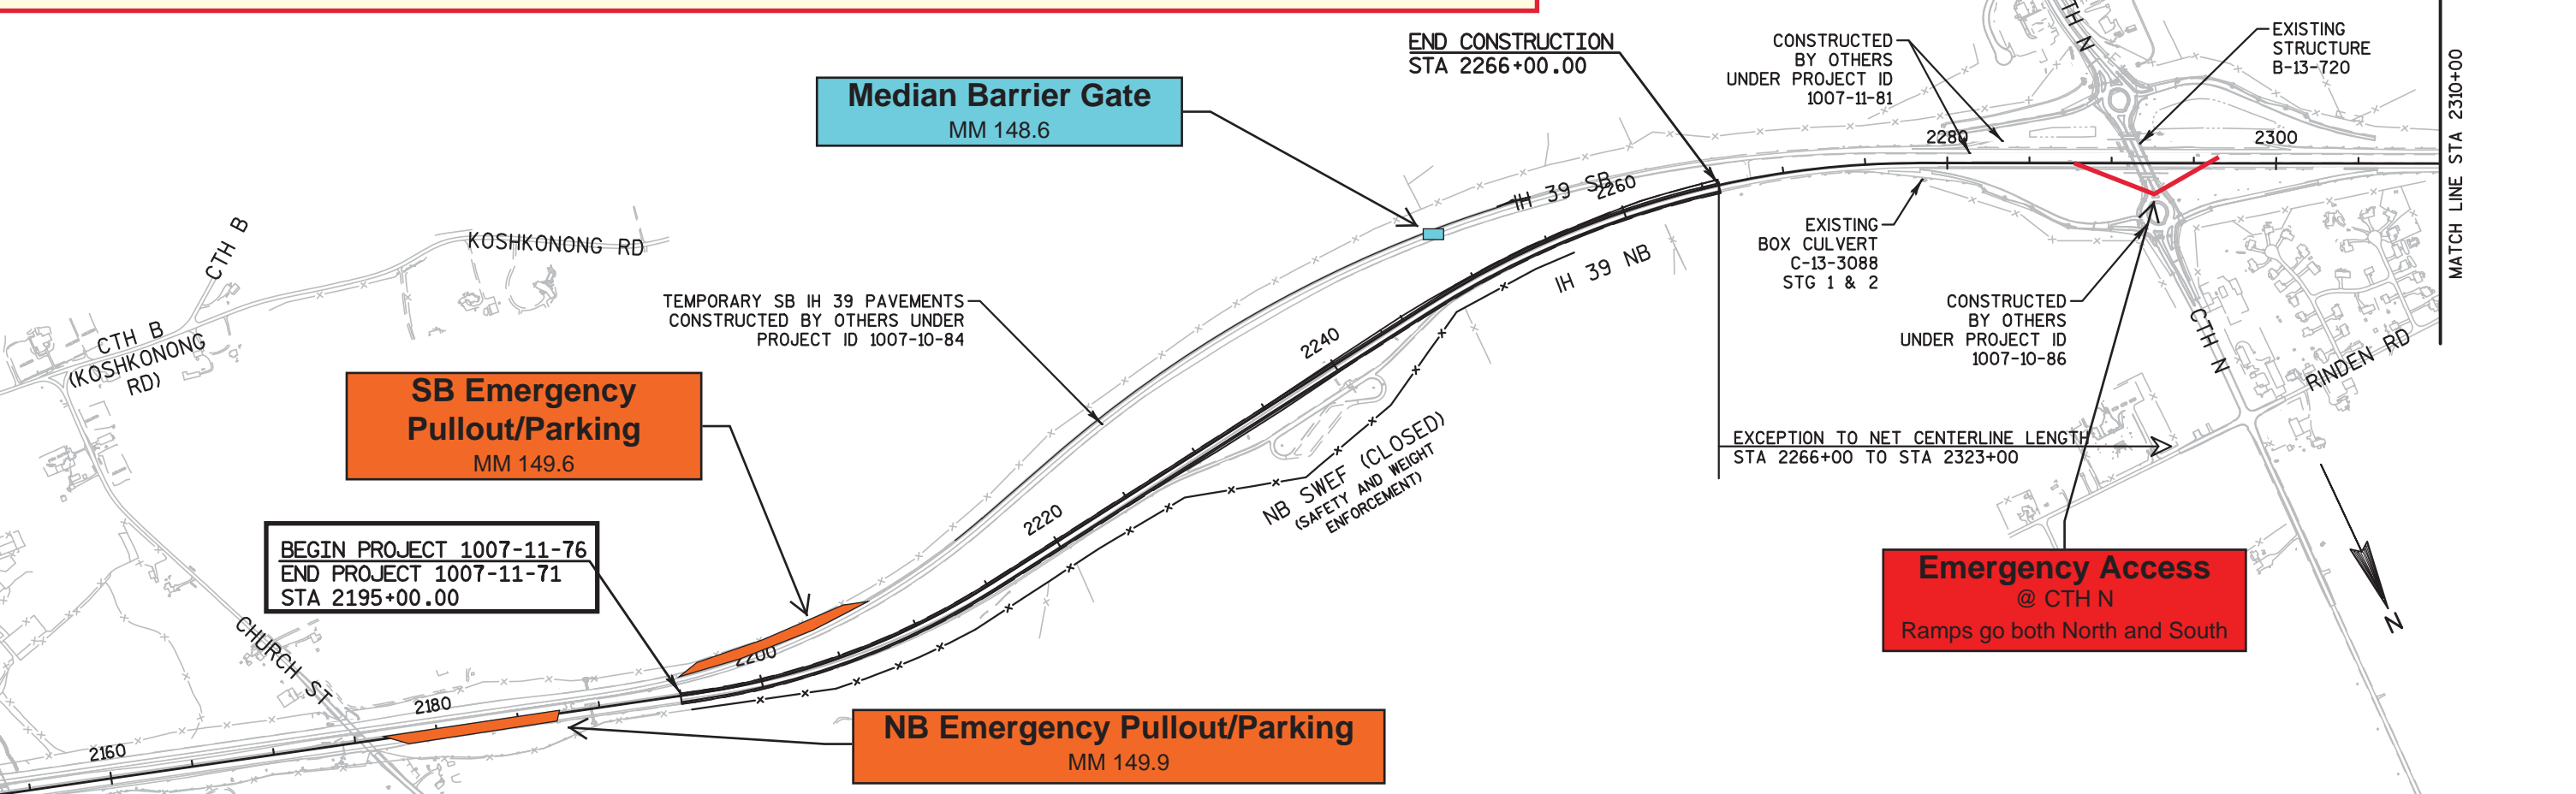 END CONSTRUCTION
STA 2266+00.00
CONSTRUCTED
BY OTHERS
UNDER PROJECT ID
1007-11-81
TH N
EXISTING
STRUCTURE
B-13-720
MATCH LINE STA 2310+00
Median Barrier Gate
MM 148.6
2280
2300
IH 39 SB
2260
IH 39 NB
EXISTING
BOX CULVERT
C-13-3088
STG 1 & 2
CONSTRUCTED
BY OTHERS
UNDER PROJECT ID
1007-10-86
CTH N
RINDEN RD
CTH B
KOSHKONONG RD
CTH B
(KOSHKONONG
RD)
TEMPORARY SB IH 39 PAVEMENTS
CONSTRUCTED BY OTHERS UNDER
PROJECT ID 1007-10-84
2240
SB Emergency
Pullout/Parking
MM 149.6
NB SWEF (CLOSED)
(SAFETY AND WEIGHT
ENFORCEMENT)
EXCEPTION TO NET CENTERLINE LENGTH
STA 2266+00 TO STA 2323+00
2220
BEGIN PROJECT 1007-11-76
END PROJECT 1007-11-71
STA 2195+00.00
Emergency Access
@ CTH N
Ramps go both North and South
N
CHURCH ST
2200
2180
2160
NB Emergency Pullout/Parking
MM 149.9